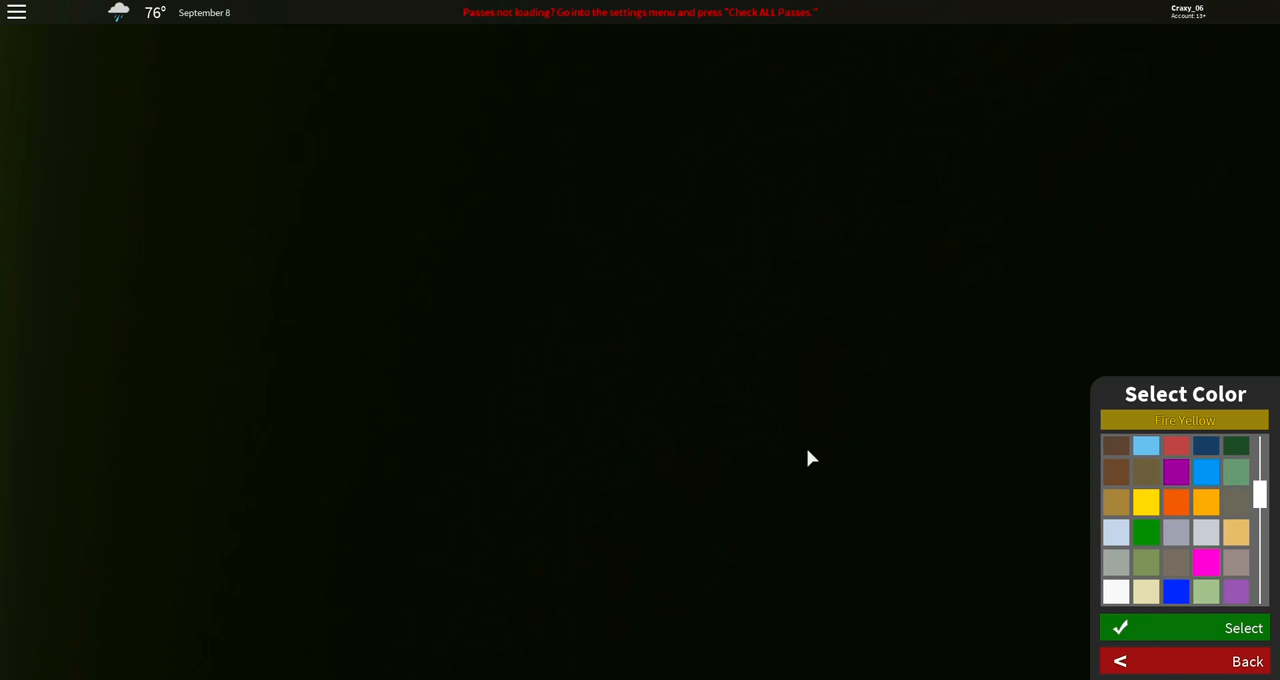 76° September 8
Passes not loading? Go into the settings menu and press "Check ALL Passes."
Craxy_06
Account: 13+
Select Color
Fire Yellow
Select
< Back